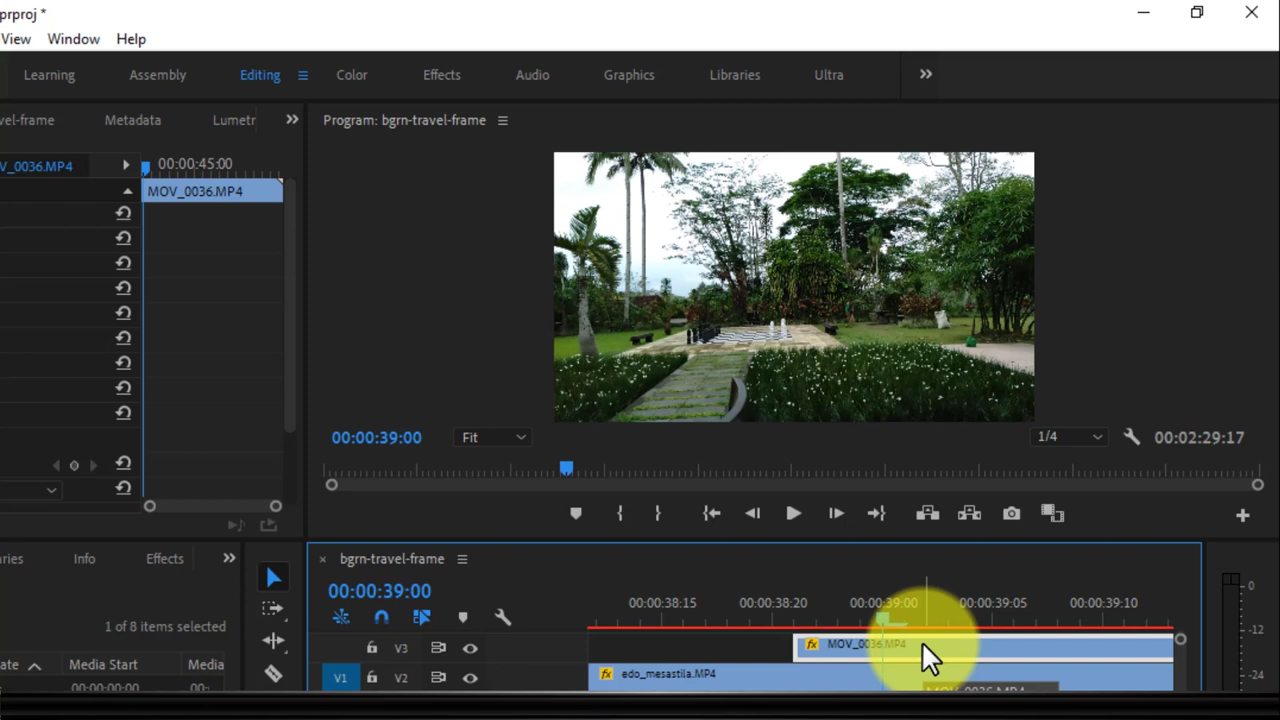 prproj *
View Window Help
Learning Assembly Editing Color Effects Audio Graphics Libraries Ultra
vel-frame Metadata Lumetr Program: bgrn-travel-frame
V_0036.MP4 00:00:45:00
MOV_0036.MP4
00:00:39:00 Fit 1/4 00:02:29:17
ries Info Effects
bgrn-travel-frame
00:00:39:00
00:00:38:15 00:00:38:20 00:00:39:00 00:00:39:05 00:00:39:10
1 of 8 items selected
V3 MOV_0036.MP4
ate Media Start Media
V1 V2 edo_mesastila.MP4
00:00:00:00 00:
MOV_0036.MP4
0
-12
-24